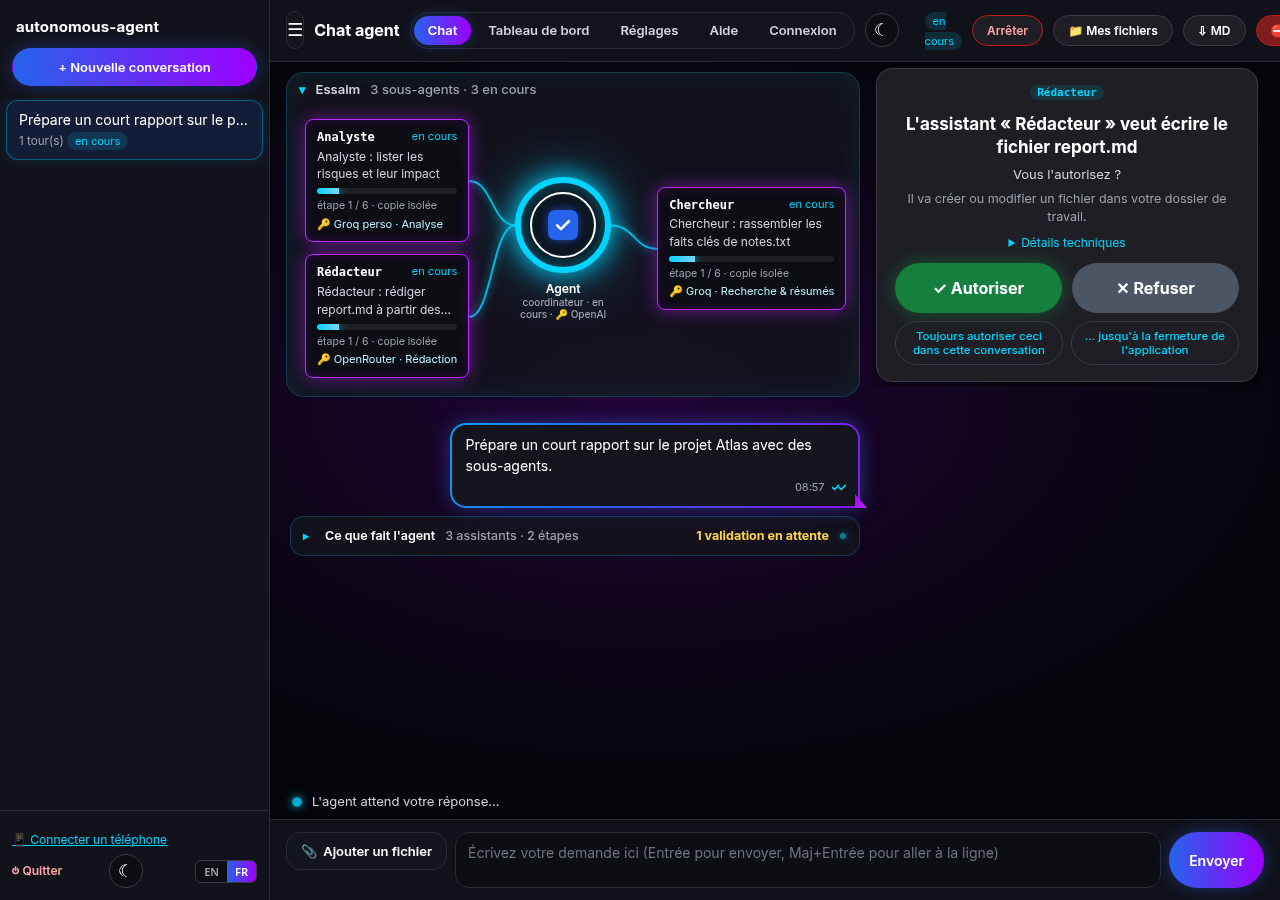 autonomous-agent
+ Nouvelle conversation
Prépare un court rapport sur le p...
1 tour(s) en cours
📱 Connecter un téléphone
Quitter
☾
EN FR
☰ Chat agent
Chat Tableau de bord Réglages Aide Connexion
☾
en
cours
Arrêter
📁 Mes fichiers
⇩ MD
⛔
▼ Essaim 3 sous-agents · 3 en cours
Analyste en cours
Analyste : lister les
risques et leur impact
étape 1 / 6 · copie isolée
🔑 Groq perso · Analyse
Rédacteur en cours
Rédacteur : rédiger
report.md à partir des...
étape 1 / 6 · copie isolée
🔑 OpenRouter · Rédaction
Agent
coordinateur · en
cours · 🔑 OpenAI
Chercheur en cours
Chercheur : rassembler les
faits clés de notes.txt
étape 1 / 6 · copie isolée
🔑 Groq · Recherche & résumés
Rédacteur
L'assistant « Rédacteur » veut écrire le
fichier report.md
Vous l'autorisez ?
Il va créer ou modifier un fichier dans votre dossier de
travail.
▶ Détails techniques
✓ Autoriser
✕ Refuser
Toujours autoriser ceci
dans cette conversation
... jusqu'à la fermeture de
l'application
Prépare un court rapport sur le projet Atlas avec des
sous-agents.
08:57
▸ Ce que fait l'agent 3 assistants · 2 étapes 1 validation en attente
L'agent attend votre réponse...
📎 Ajouter un fichier
Écrivez votre demande ici (Entrée pour envoyer, Maj+Entrée pour aller à la ligne)
Envoyer